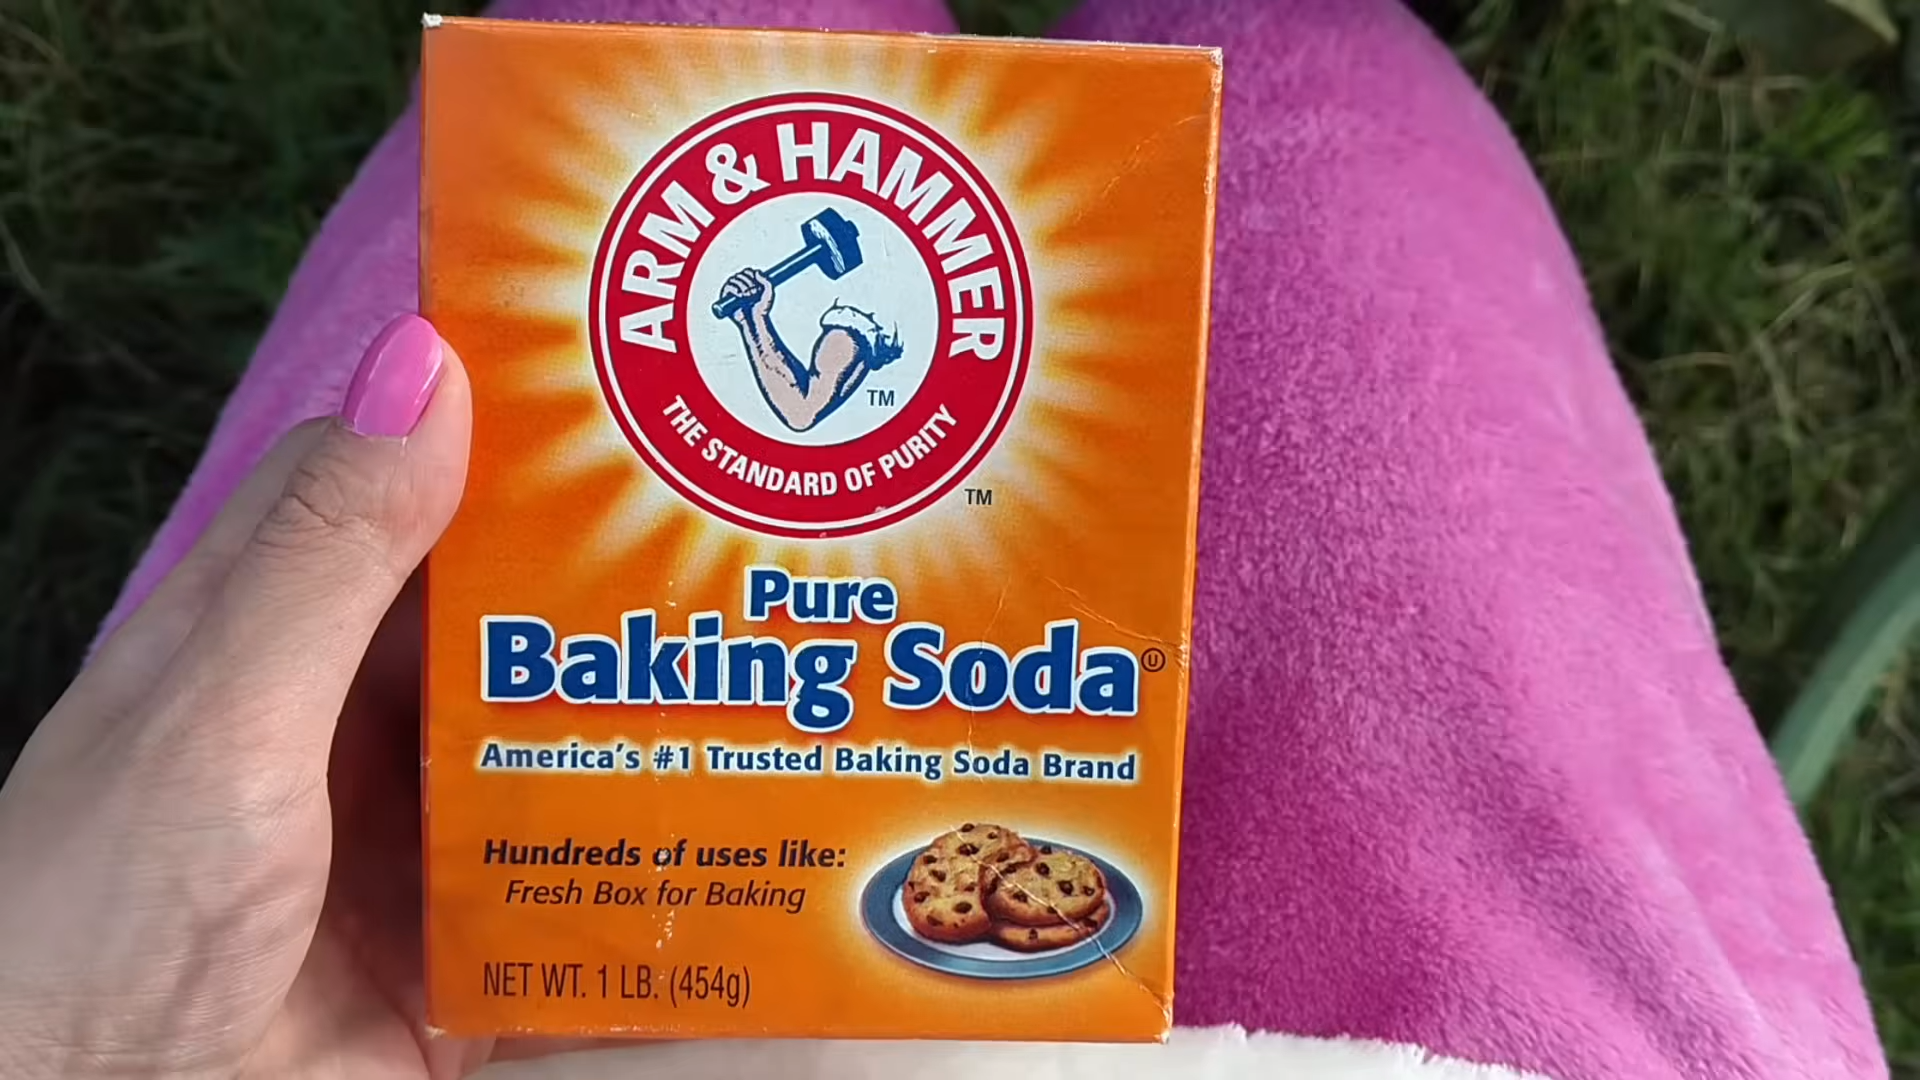 ARM & HAMMER
TM
THE STANDARD OF PURITY
TM
Pure
Baking Soda Ⓤ
America's #1 Trusted Baking Soda Brand
Hundreds of uses like:
Fresh Box for Baking
NET WT. 1 LB. (454g)